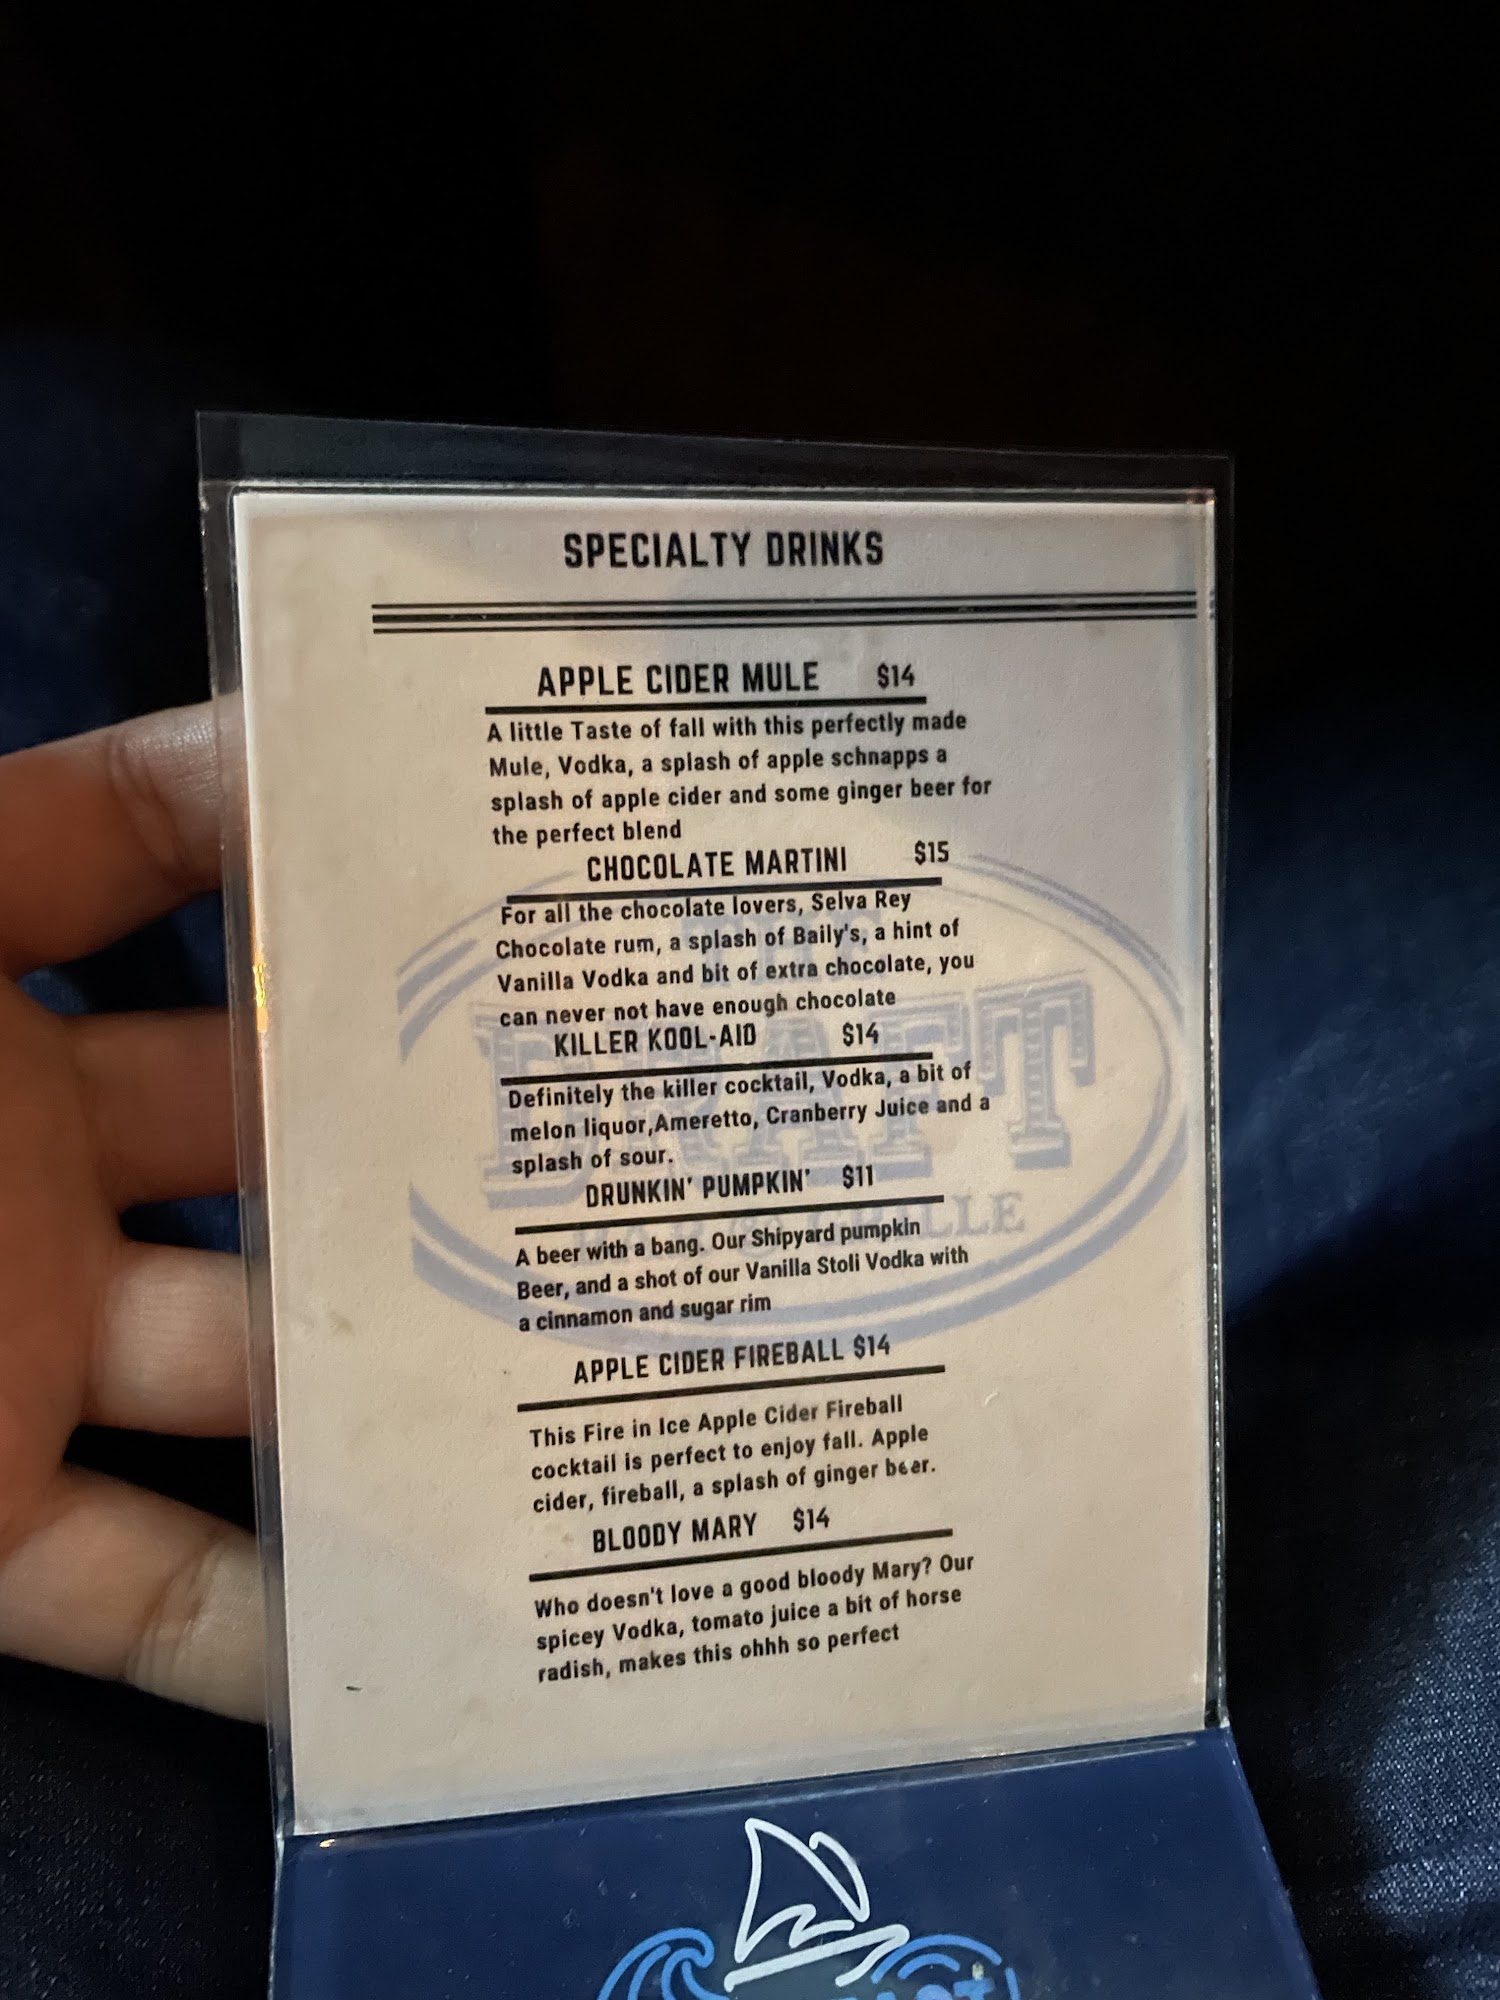 SPECIALTY DRINKS
APPLE CIDER MULE $14
A little Taste of fall with this perfectly made
Mule, Vodka, a splash of apple schnapps a
splash of apple cider and some ginger beer for
the perfect blend
CHOCOLATE MARTINI $15
For all the chocolate lovers, Selva Rey
Chocolate rum, a splash of Baily's, a hint of
Vanilla Vodka and bit of extra chocolate, you
can never not have enough chocolate
KILLER KOOL-AID $14
Definitely the killer cocktail, Vodka, a bit of
melon liquor,Ameretto, Cranberry Juice and a
splash of sour.
DRUNKIN' PUMPKIN' $11
A beer with a bang. Our Shipyard pumpkin
Beer, and a shot of our Vanilla Stoli Vodka with
a cinnamon and sugar rim
APPLE CIDER FIREBALL $14
This Fire in Ice Apple Cider Fireball
cocktail is perfect to enjoy fall. Apple
cider, fireball, a splash of ginger beer.
BLOODY MARY $14
Who doesn't love a good bloody Mary? Our
spicey Vodka, tomato juice a bit of horse
radish, makes this ohhh so perfect
THE
DRAFT